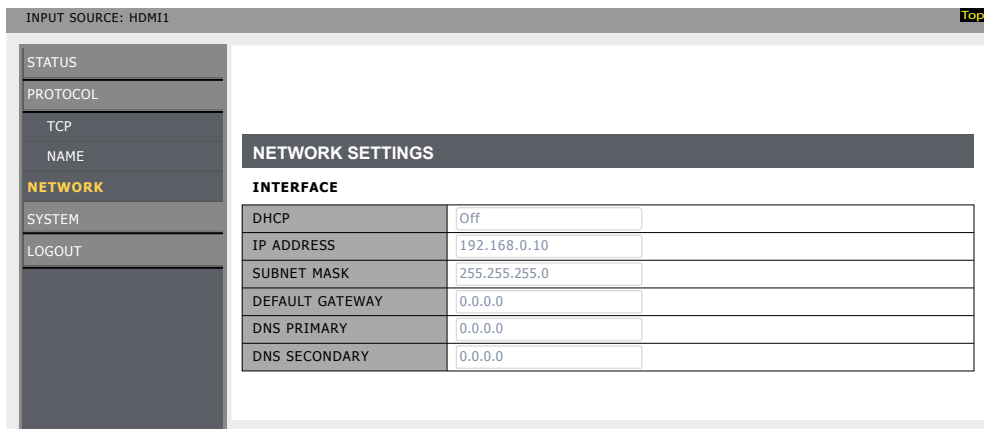 INPUT SOURCE: HDMI1
Top
STATUS
PROTOCOL
TCP
NAME
NETWORK
SYSTEM
LOGOUT
NETWORK SETTINGS
INTERFACE
DHCP Off
IP ADDRESS 192.168.0.10
SUBNET MASK 255.255.255.0
DEFAULT GATEWAY 0.0.0.0
DNS PRIMARY 0.0.0.0
DNS SECONDARY 0.0.0.0